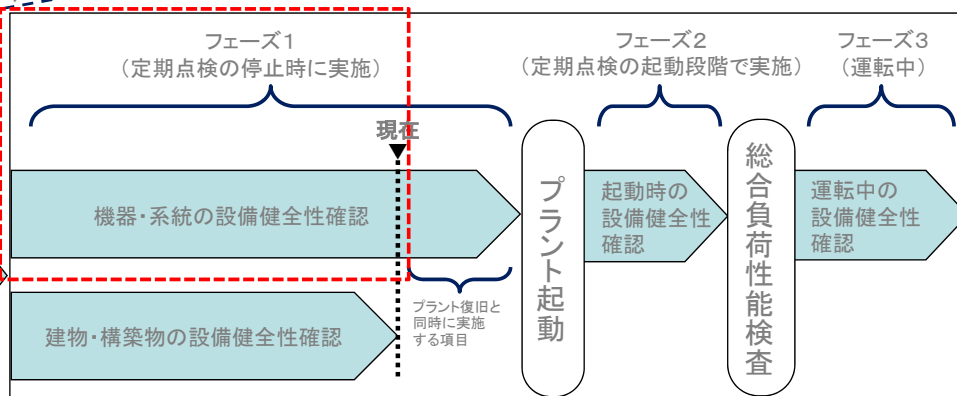 フェーズ1
(定期点検の停止時に実施)
フェーズ2
(定期点検の起動段階で実施)
フェーズ3
(運転中)
現在
機器・系統の設備健全性確認
プラント起動
起動時の
設備健全性
確認
総合負荷性能検査
運転中の
設備健全性
確認
建物・構築物の設備健全性確認
プラント復旧と
同時に実施
する項目